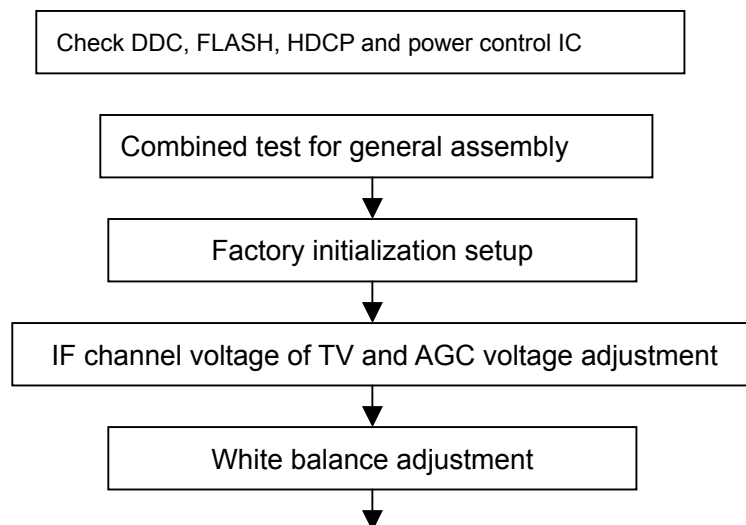 Check DDC, FLASH, HDCP and power control IC
Combined test for general assembly
Factory initialization setup
IF channel voltage of TV and AGC voltage adjustment
White balance adjustment